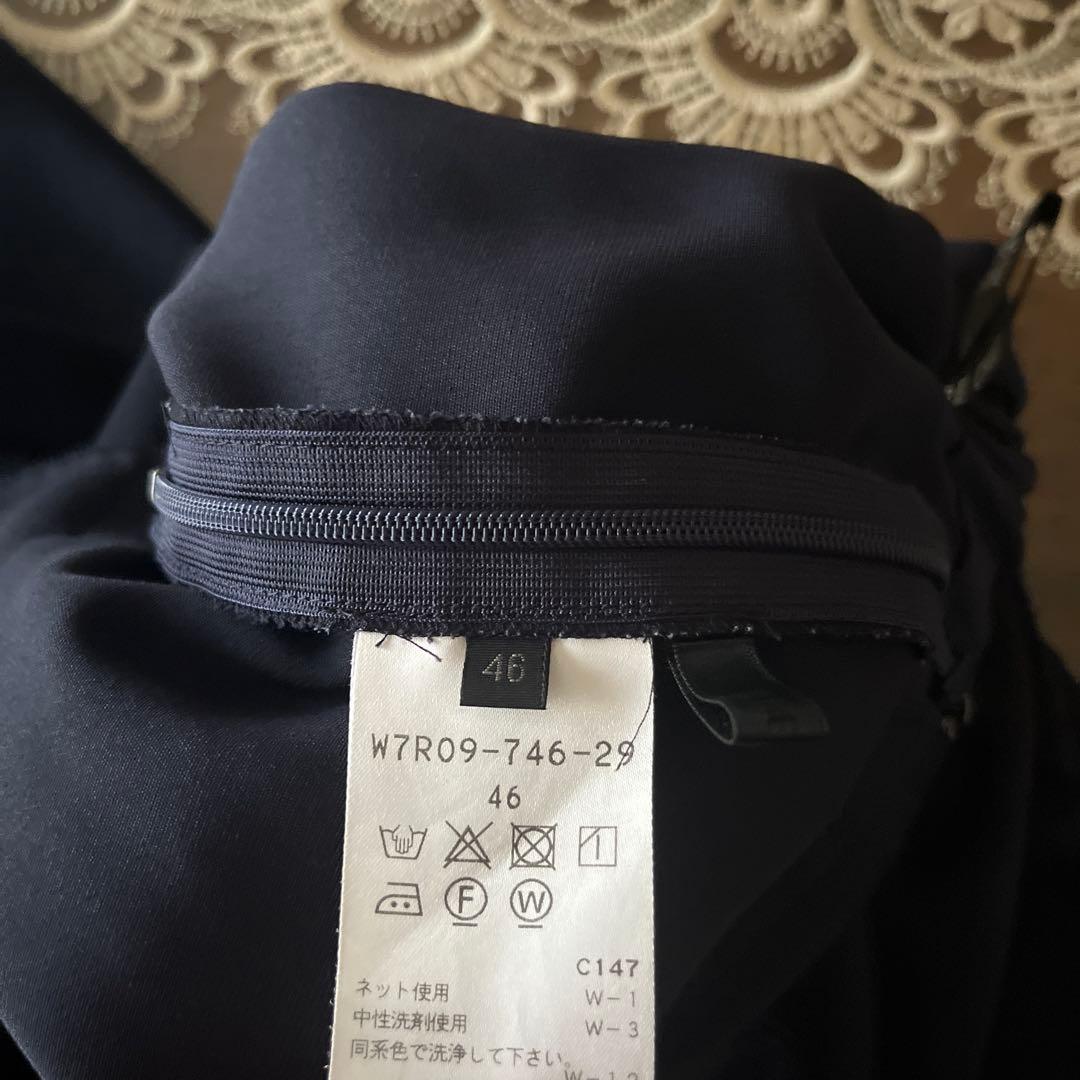 46
W7R09-746-29
46
F W
C147
ネット使用 W-1
中性洗剤使用 W-3
同系色で洗浄して下さい。
W-12